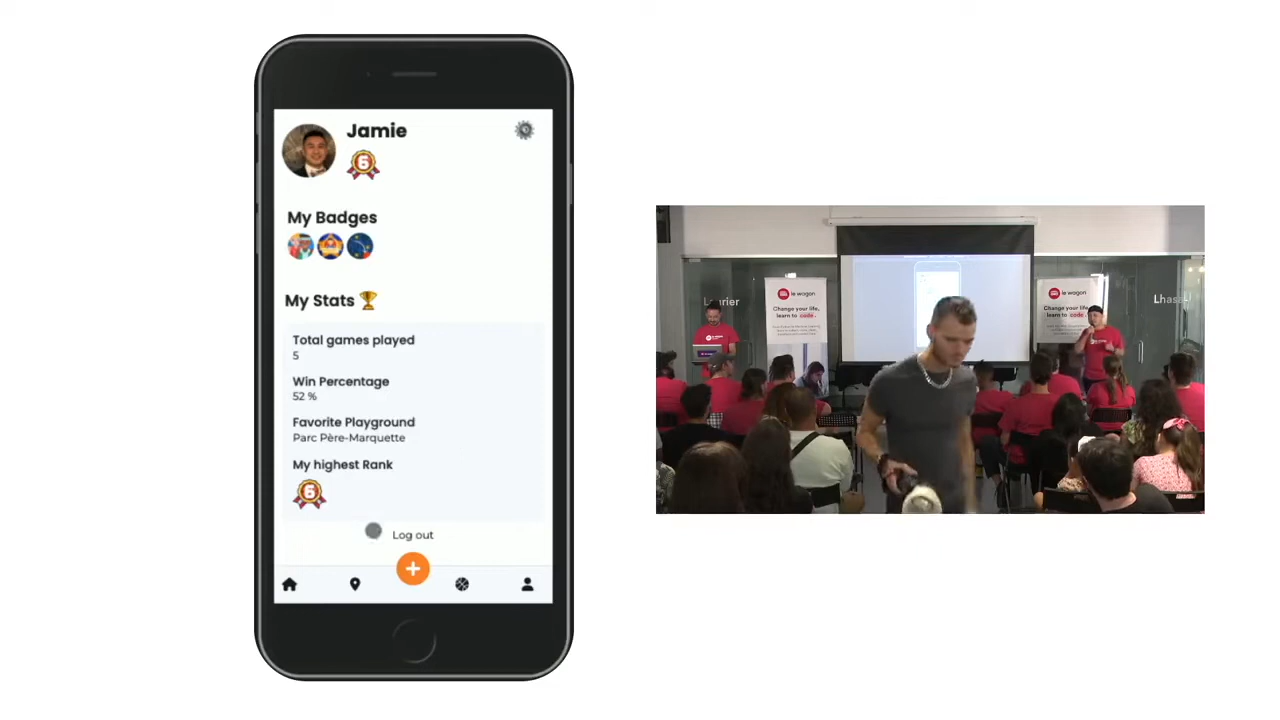 Jamie
6
My Badges
My Stats
Total games played
5
Win Percentage
52 %
Favorite Playground
Parc Père-Marquette
My highest Rank
6
Log out
Laurier
le wagon
Change your life,
learn to code.
le wagon
Change your life,
learn to code.
Lhasa